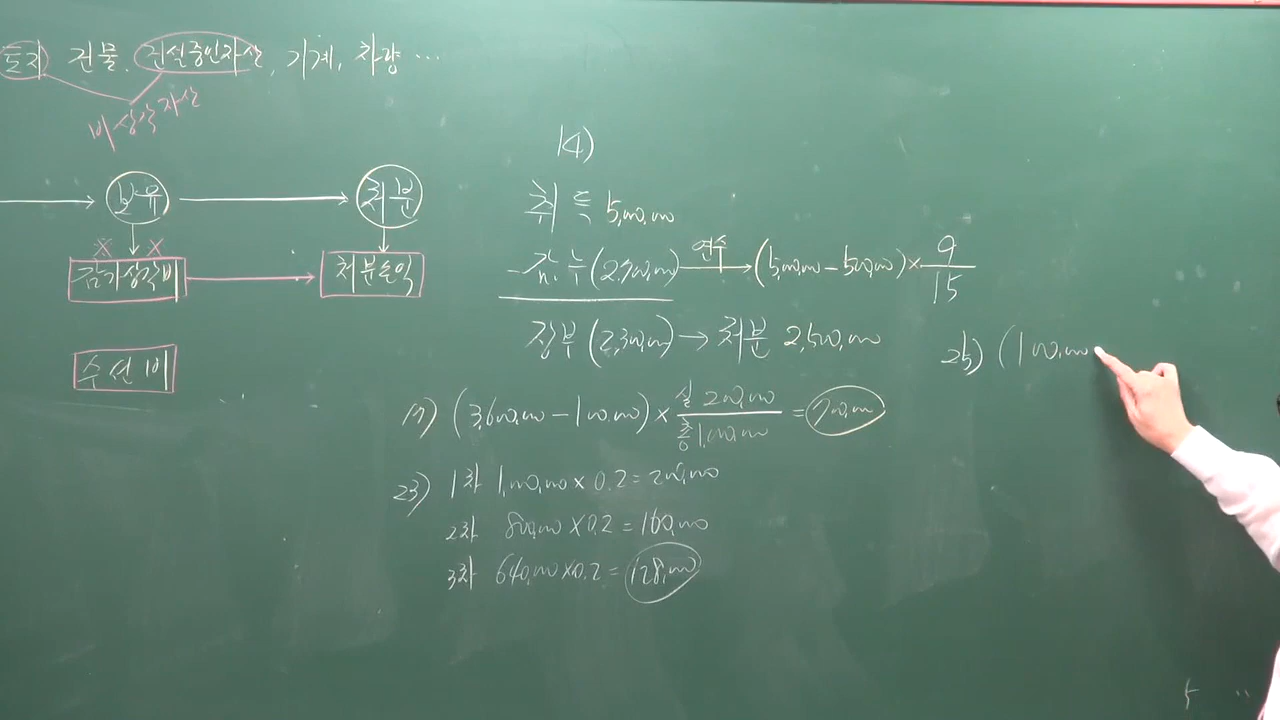 토지 건물, 건설중인자산, 기계, 차량 …
비상각자산
보유 → 처분
× ×
감가상각비 → 처분손익
수선비
14)
취득 5,000,000
- 감·누 (2,700,000) 연수→ (5,000,000 - 500,000) × 9/15
장부 (2,300,000) → 처분 2,500,000
17) (3,600,000 - 100,000) × 실 200,000 / 총 1,000,000 = 700,000
23) 1차 1,000,000 × 0.2 = 200,000
2차 800,000 × 0.2 = 160,000
3차 640,000 × 0.2 = 128,000
25) (100,000